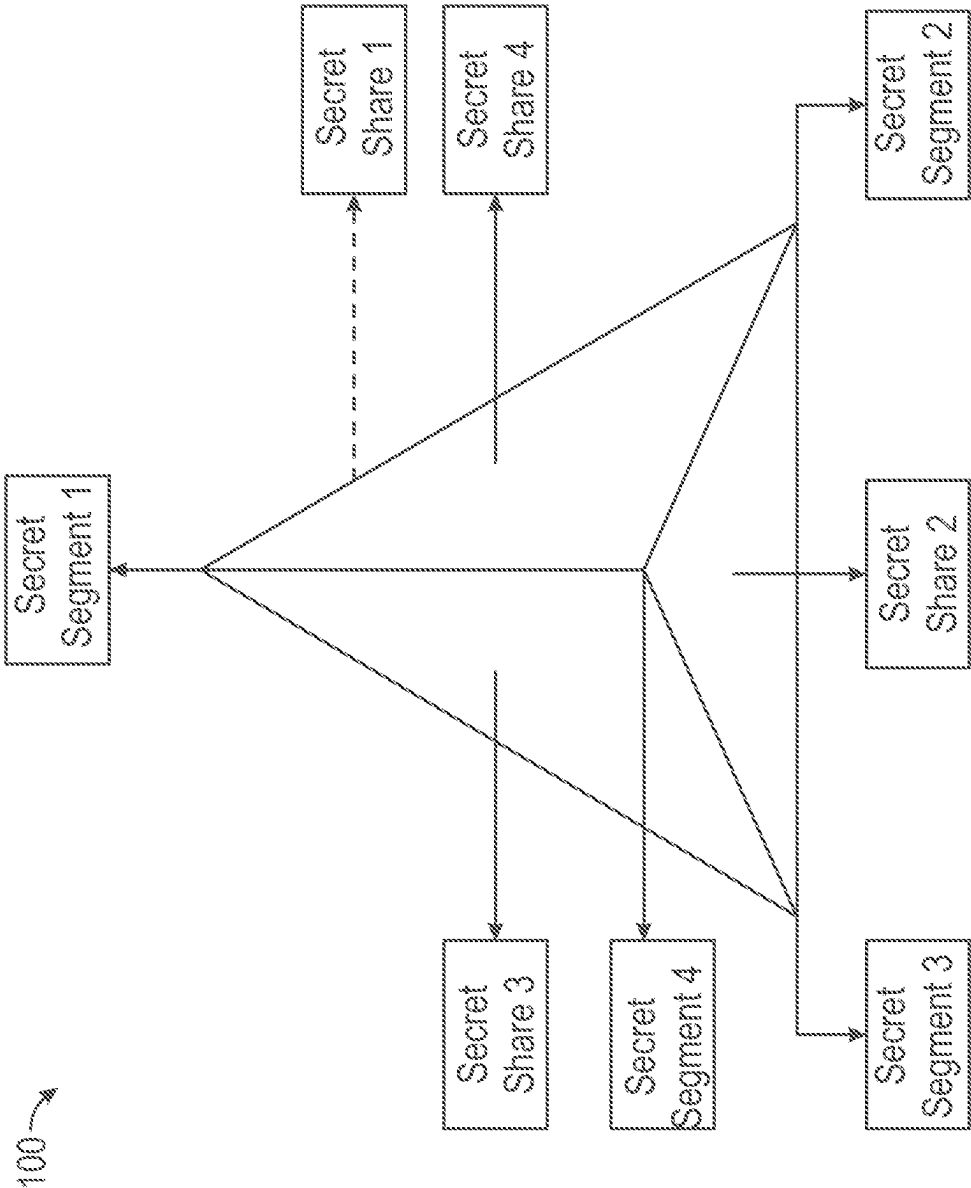 100
Secret
Segment 1
Secret
Share 1
Secret
Share 3
Secret
Share 4
Secret
Segment 4
Secret
Segment 3
Secret
Share 2
Secret
Segment 2